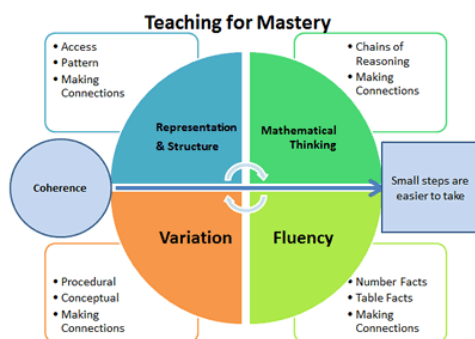 Teaching for Mastery
• Access
• Pattern
• Making
Connections
• Chains of
Reasoning
• Making
Connections
Representation
& Structure
Mathematical
Thinking
Coherence
Small steps are
easier to take
Variation
Fluency
• Procedural
• Conceptual
• Making
Connections
• Number Facts
• Table Facts
• Making
Connections